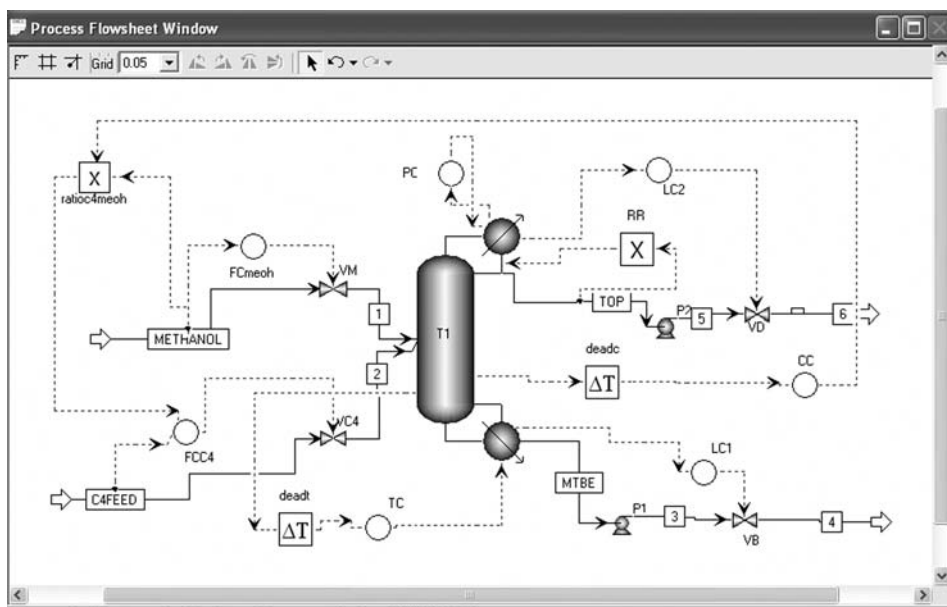 Process Flowsheet Window
Grid 0.05
X
ratioc4meoh
PC
LC2
RR
X
FCmeoh
VM
1
METHANOL
T1
2
TOP
P2
5
VD
6
deadc
ΔT
CC
FCC4
VC4
C4FEED
deadt
ΔT
TC
LC1
MTBE
P1
3
VB
4